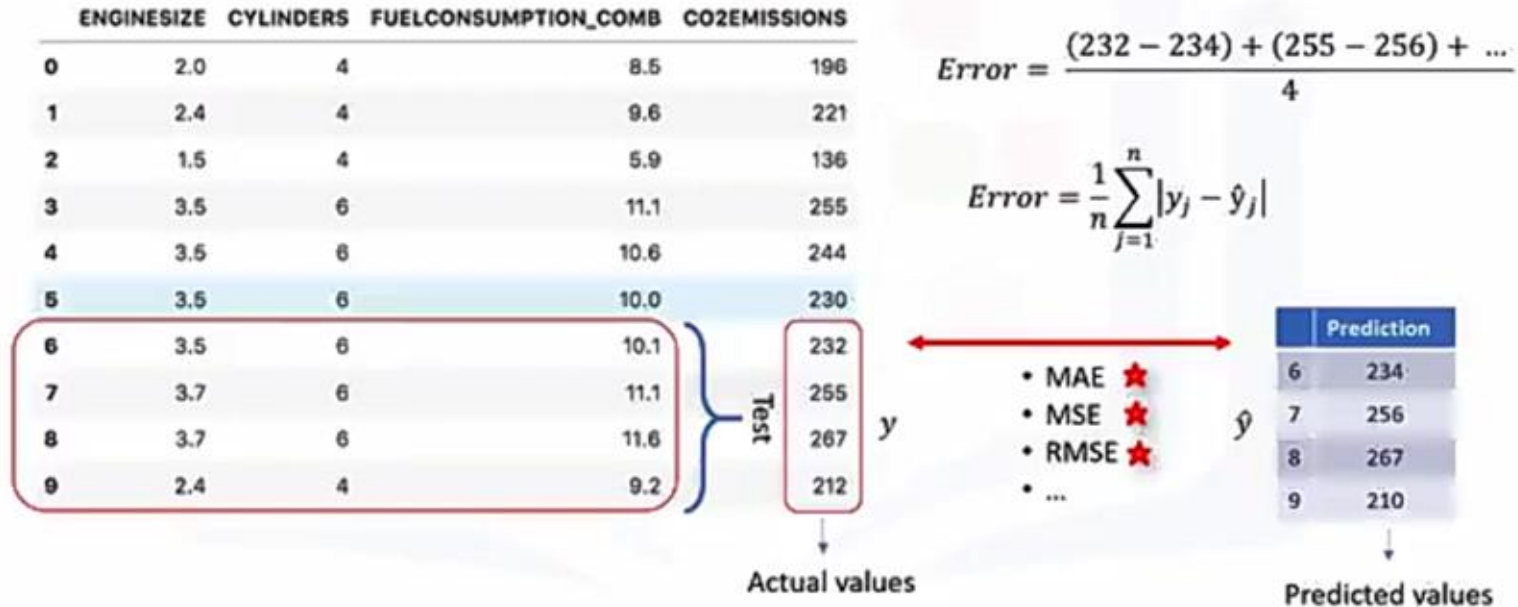 ENGINESIZE CYLINDERS FUELCONSUMPTION_COMB CO2EMISSIONS
0 2.0 4 8.5 196
1 2.4 4 9.6 221
2 1.5 4 5.9 136
3 3.5 6 11.1 255
4 3.5 6 10.6 244
5 3.5 6 10.0 230
6 3.5 6 10.1 232
7 3.7 6 11.1 255
8 3.7 6 11.6 267
9 2.4 4 9.2 212
Test
y
Actual values
Error = (232 − 234) + (255 − 256) + ... / 4
Error = 1/n ∑ⁿⱼ₌₁ |yⱼ − ŷⱼ|
• MAE
• MSE
• RMSE
• ...
ŷ
Prediction
6 234
7 256
8 267
9 210
Predicted values